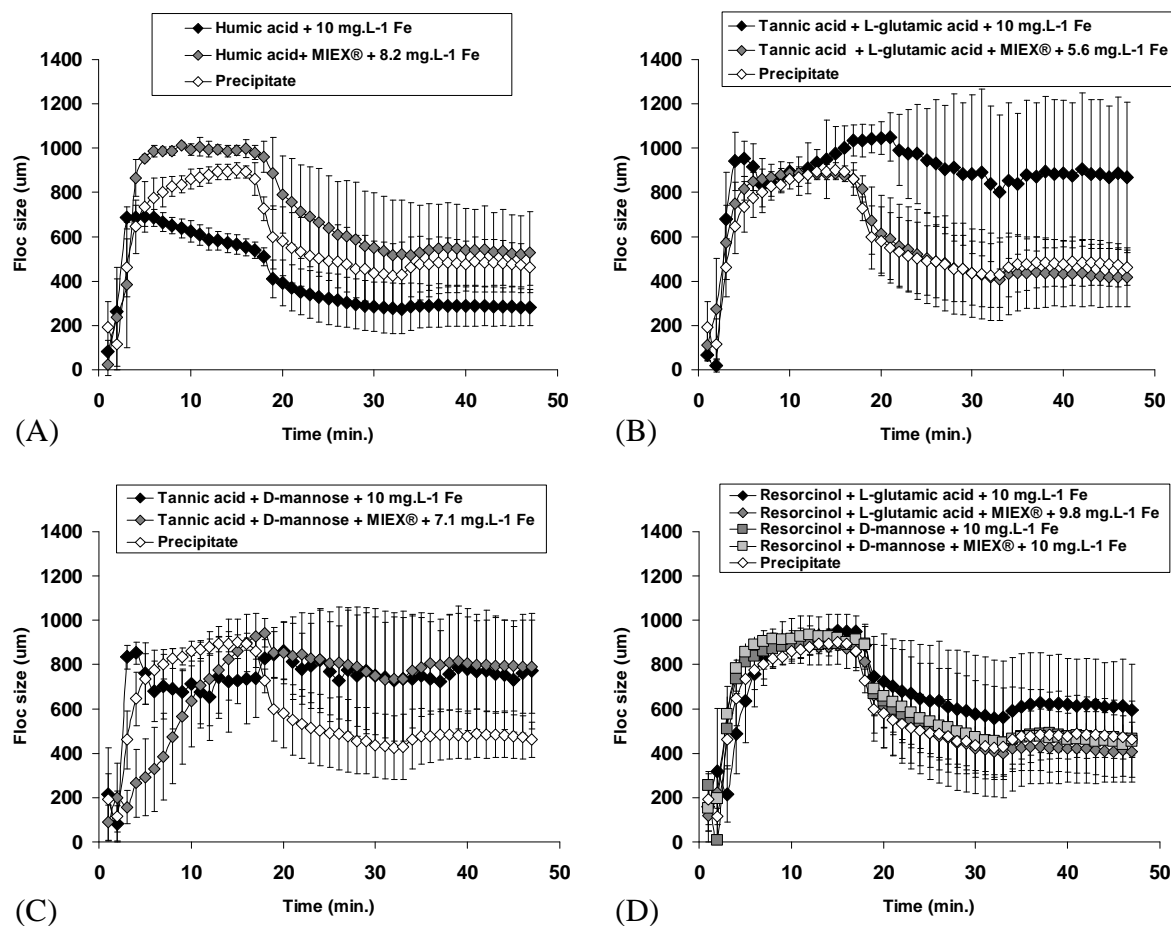 Humic acid + 10 mg.L-1 Fe
Humic acid+ MIEX® + 8.2 mg.L-1 Fe
Precipitate
1400
1200
1000
800
600
400
200
0
Floc size (um)
0 10 20 30 40 50
Time (min.)
(A)
Tannic acid + L-glutamic acid + 10 mg.L-1 Fe
Tannic acid + L-glutamic acid + MIEX® + 5.6 mg.L-1 Fe
Precipitate
1400
1200
1000
800
600
400
200
0
Floc size (um)
0 10 20 30 40 50
Time (min.)
(B)
Tannic acid + D-mannose + 10 mg.L-1 Fe
Tannic acid + D-mannose + MIEX® + 7.1 mg.L-1 Fe
Precipitate
1400
1200
1000
800
600
400
200
0
Floc size (um)
0 10 20 30 40 50
Time (min.)
(C)
Resorcinol + L-glutamic acid + 10 mg.L-1 Fe
Resorcinol + L-glutamic acid + MIEX® + 9.8 mg.L-1 Fe
Resorcinol + D-mannose + 10 mg.L-1 Fe
Resorcinol + D-mannose + MIEX® + 10 mg.L-1 Fe
Precipitate
1400
1200
1000
800
600
400
200
0
Floc size (um)
0 10 20 30 40 50
Time (min.)
(D)